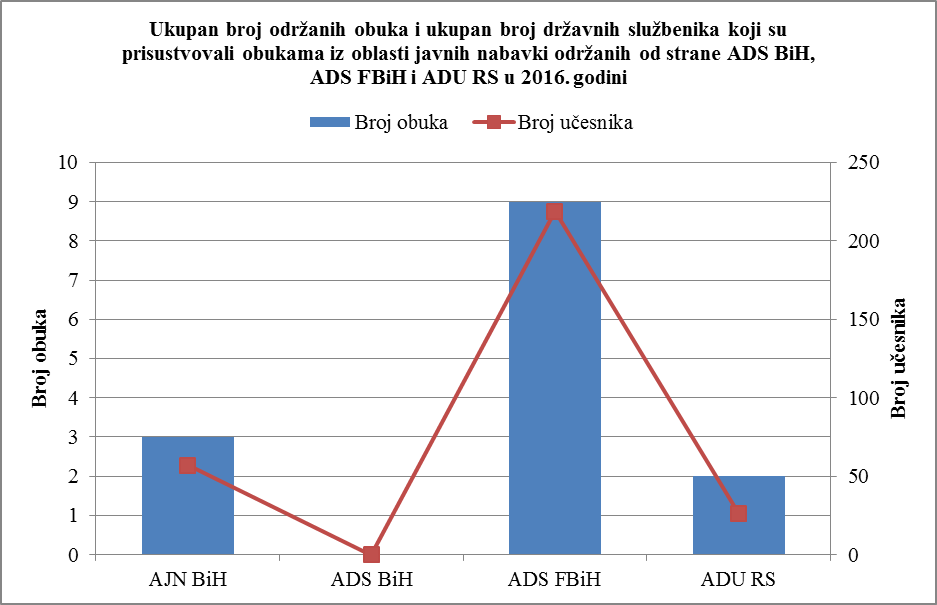 Ukupan broj održanih obuka i ukupan broj državnih službenika koji su
prisustvovali obukama iz oblasti javnih nabavki održanih od strane ADS BiH,
ADS FBiH i ADU RS u 2016. godini
Broj obuka
Broj učesnika
10
9
8
7
6
5
4
3
2
1
0
Broj obuka
250
200
150
100
50
0
Broj učesnika
AJN BiH
ADS BiH
ADS FBiH
ADU RS